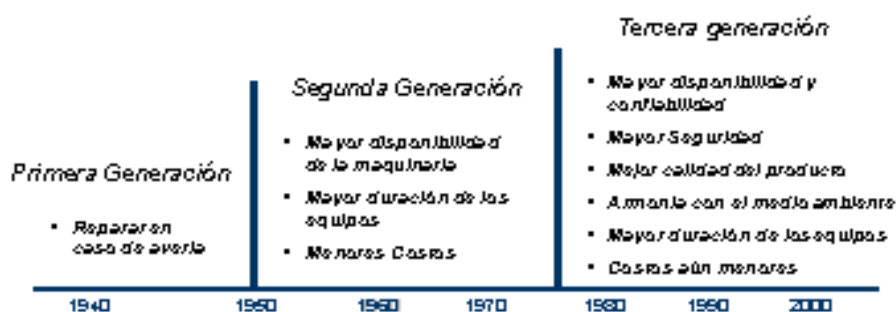 Tercera generación
Segunda Generación
Primera Generación
• Reparar en
caso de avería
• Mayor disponibilidad
de la maquinaria
• Mayor duración de los
equipos
• Menores Costos
• Mayor disponibilidad y
confiabilidad
• Mayor Seguridad
• Mejor calidad del producto
• Armonía con el medio ambiente
• Mayor duración de los equipos
• Costos aún menores
1940 1950 1960 1970 1980 1990 2000